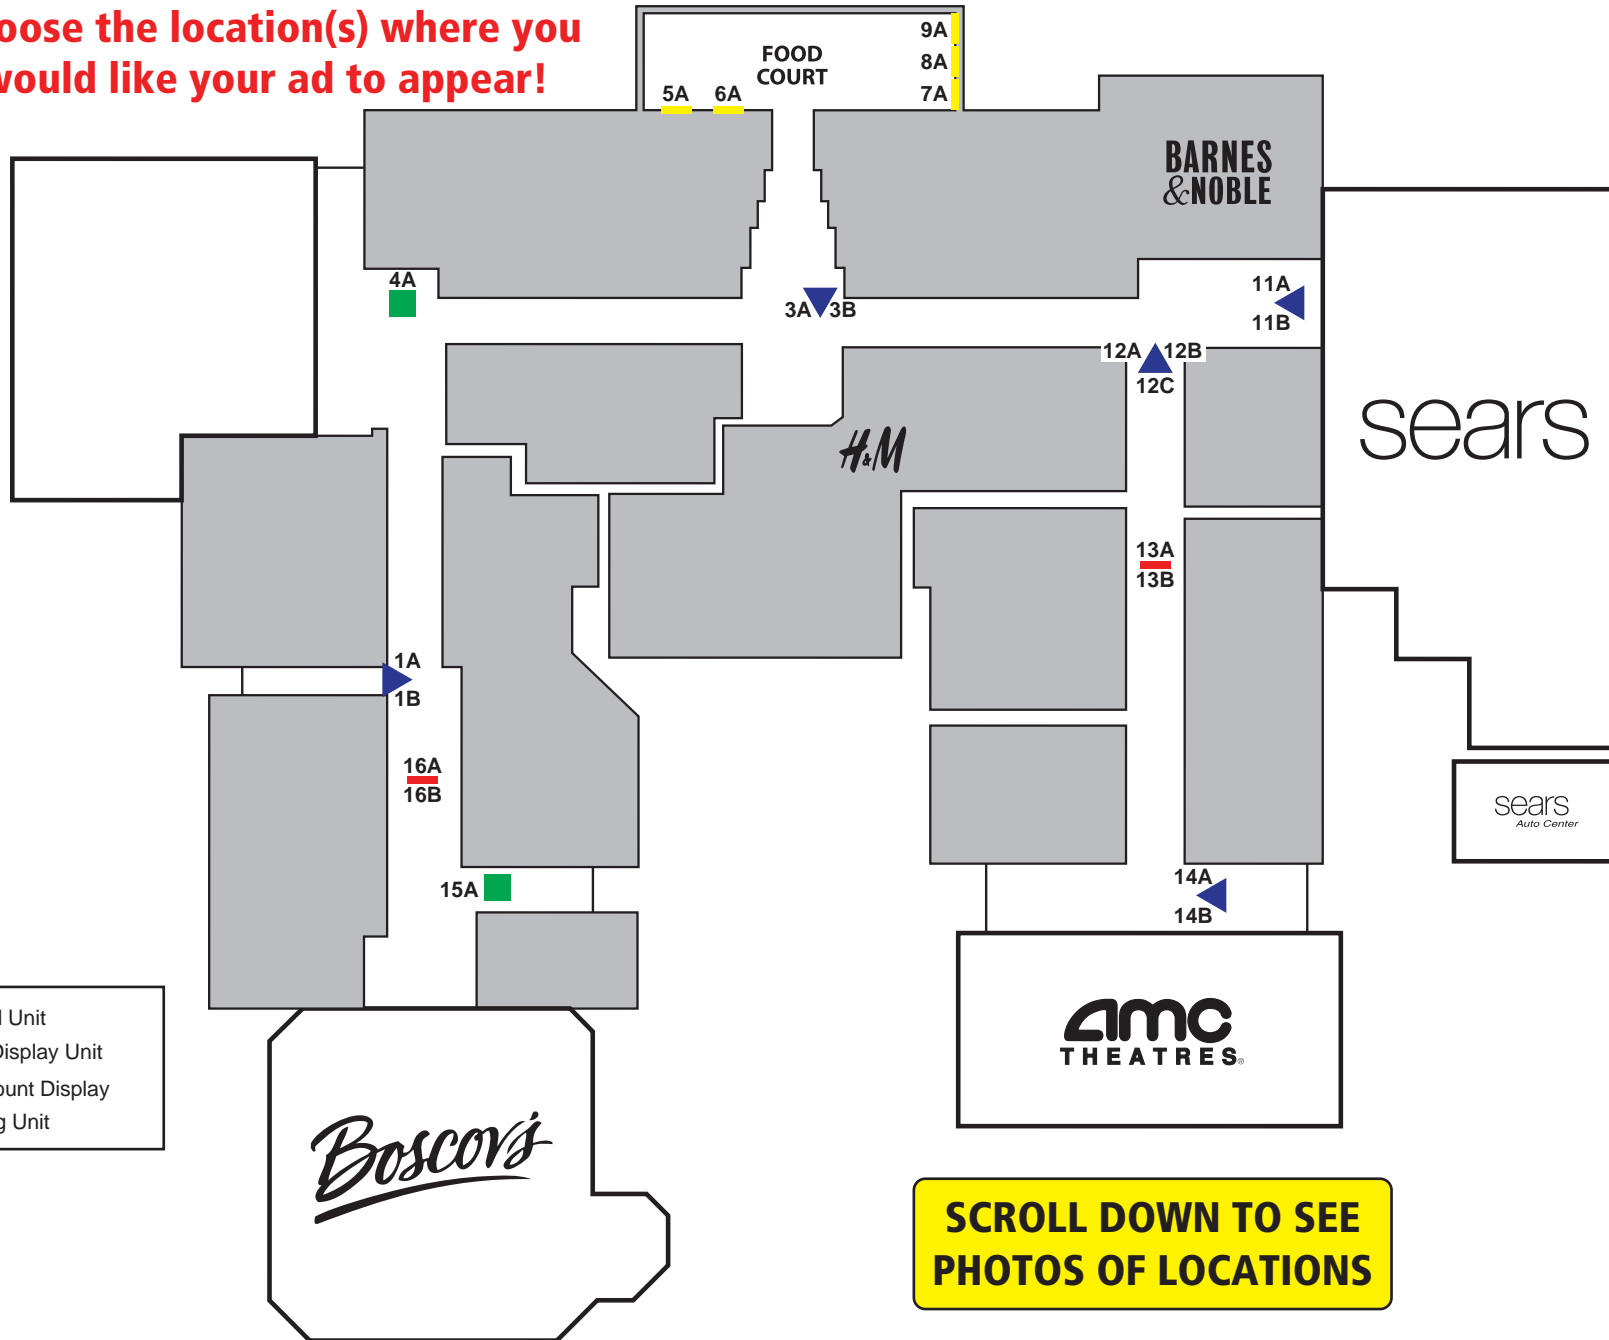 oose the location(s) where you
would like your ad to appear!
FOOD
COURT
9A
8A
7A
5A
6A
BARNES
&NOBLE
4A
3A
3B
11A
11B
12A
12B
12C
sears
H&M
13A
13B
1A
1B
16A
16B
sears
Auto Center
15A
14A
14B
Unit
Display Unit
ount Display
g Unit
amc
THEATRES®
Boscov's
SCROLL DOWN TO SEE
PHOTOS OF LOCATIONS